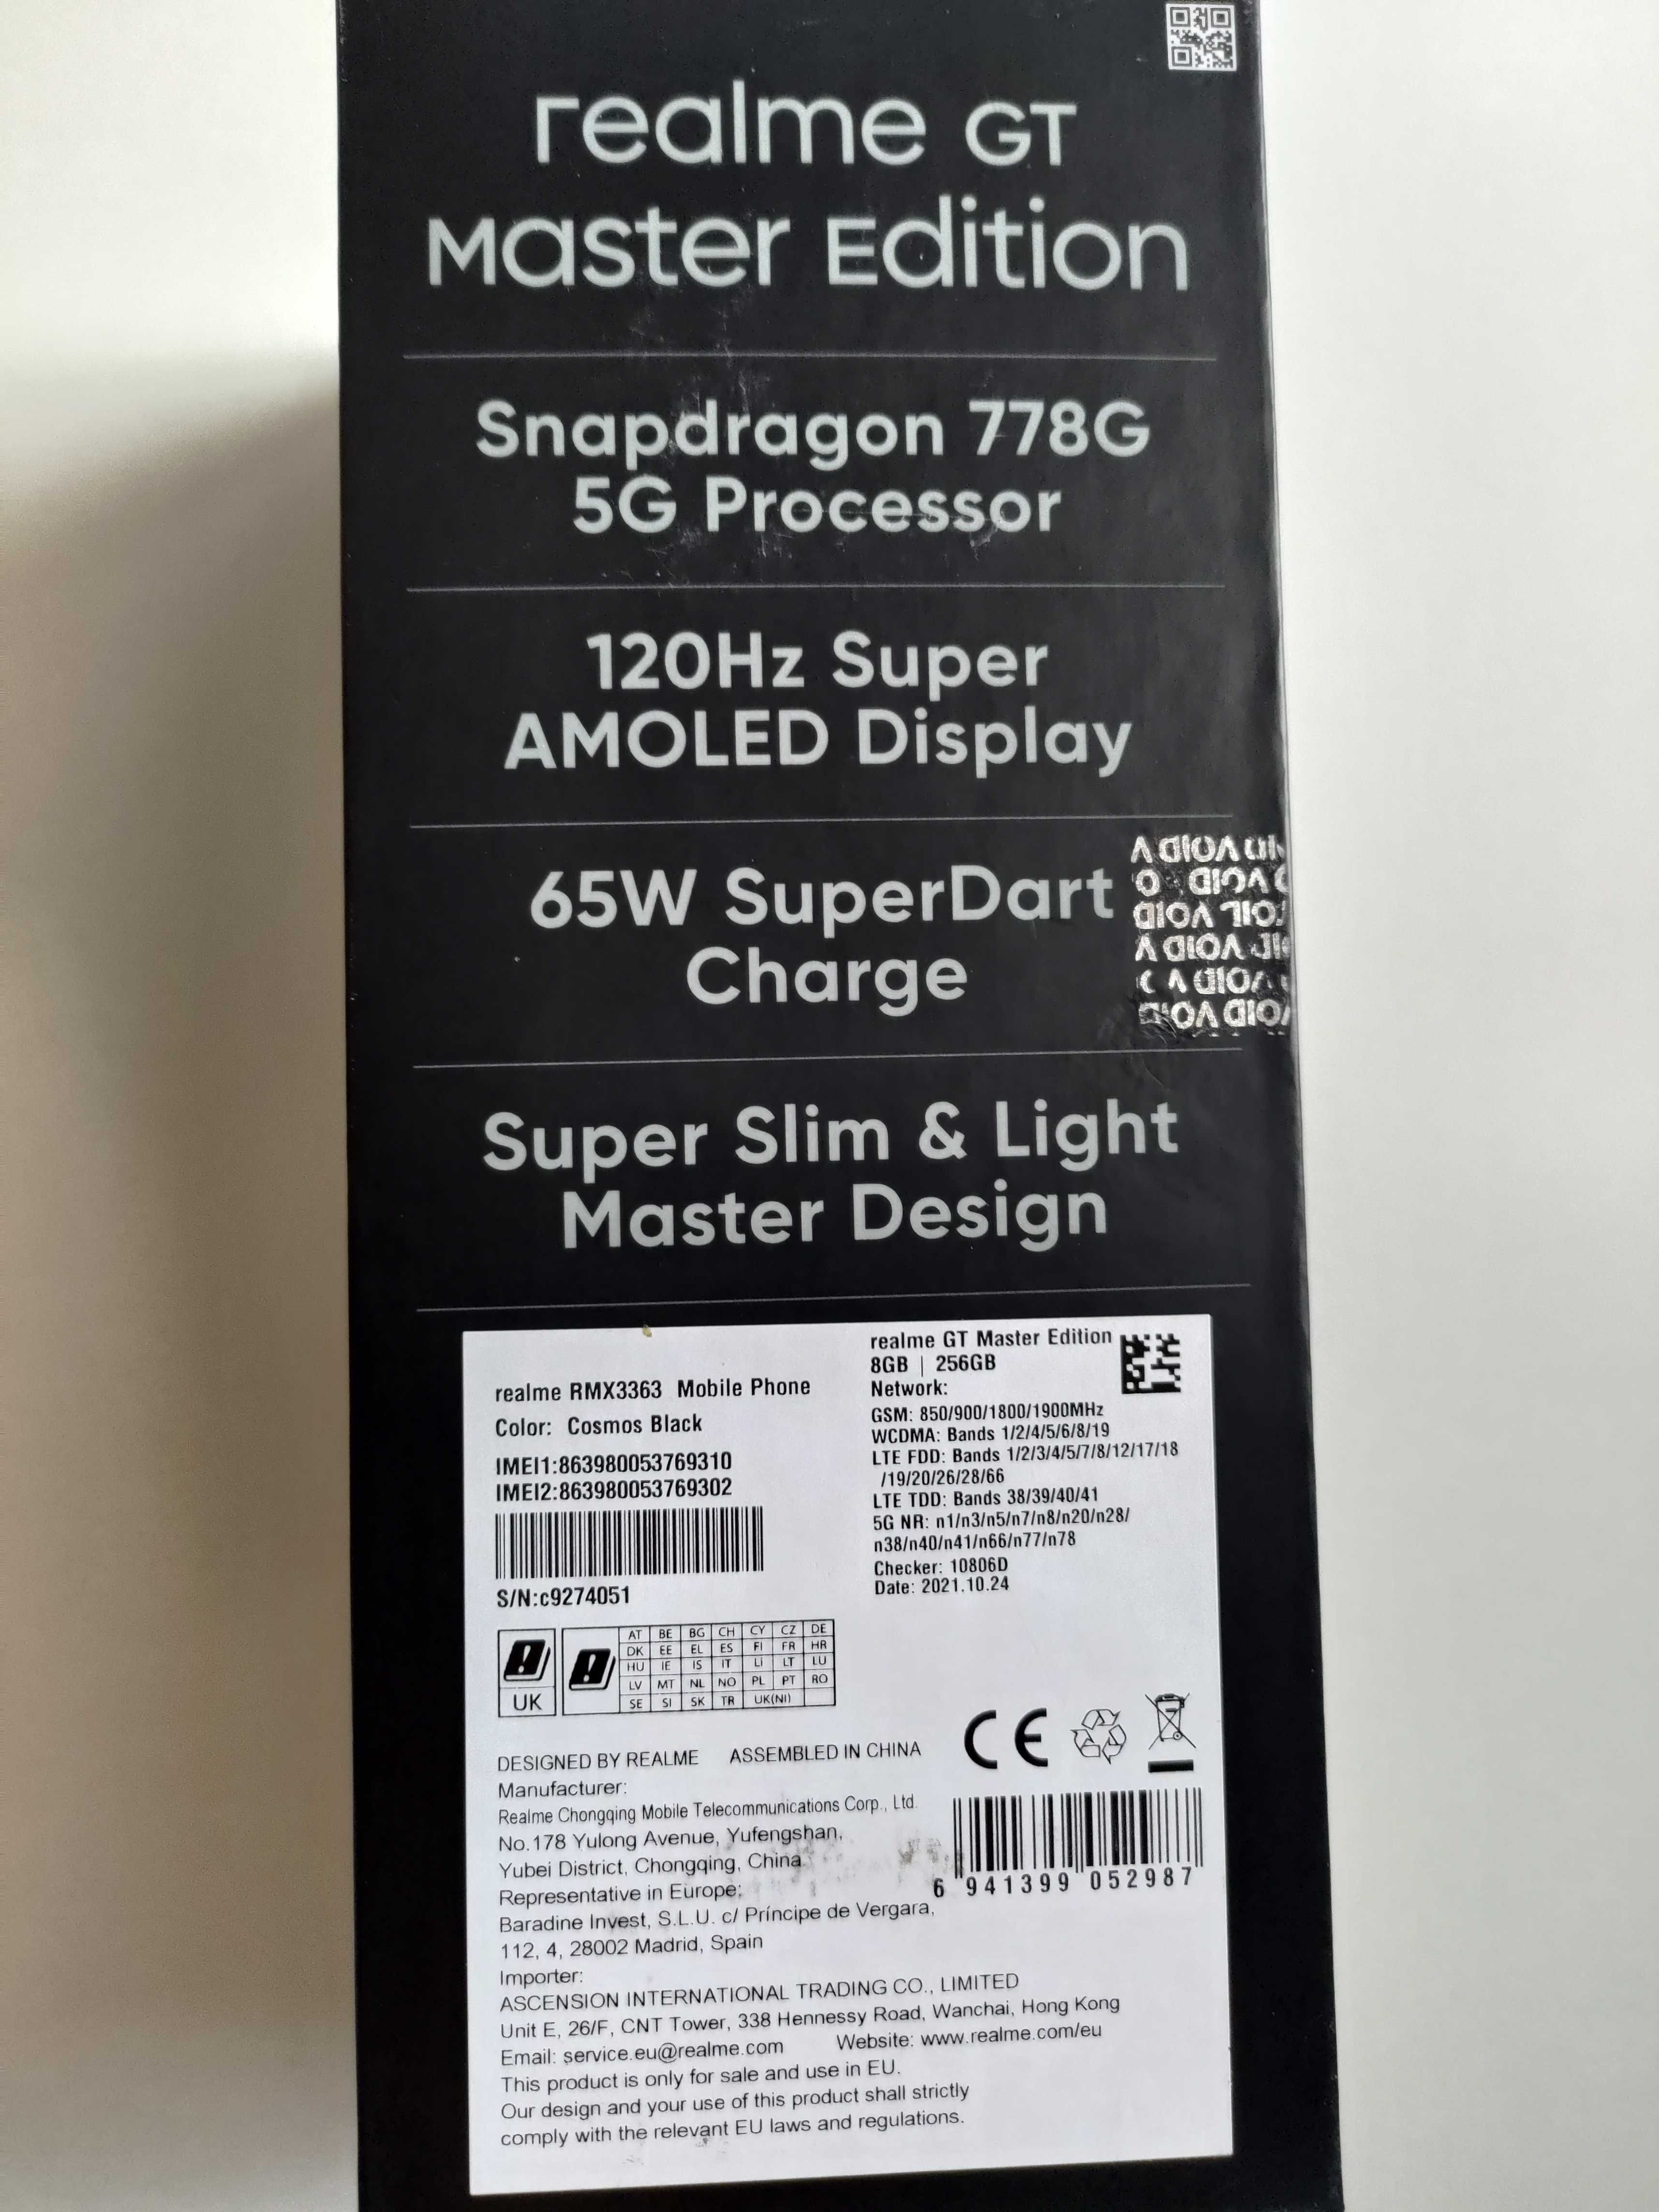 realme GT
Master Edition
Snapdragon 778G
5G Processor
120Hz Super
AMOLED Display
65W SuperDart
Charge
VOID VOID
VOID
VOID
VOID
VOID
VOID VOID
Super Slim & Light
Master Design
realme RMX3363 Mobile Phone
Color: Cosmos Black
IMEI1:863980053769310
IMEI2:863980053769302
S/N:c9274051
realme GT Master Edition
8GB | 256GB
Network:
GSM: 850/900/1800/1900MHz
WCDMA: Bands 1/2/4/5/6/8/19
LTE FDD: Bands 1/2/3/4/5/7/8/12/17/18
/19/20/26/28/66
LTE TDD: Bands 38/39/40/41
5G NR: n1/n3/n5/n7/n8/n20/n28/
n38/n40/n41/n66/n77/n78
Checker: 10806D
Date: 2021.10.24
UK
AT BE BG CH CY CZ DE
DK EE EL ES FI FR HR
HU IE IS IT LI LT LU
LV MT NL NO PL PT RO
SE SI SK TR UK(NI)
CE
DESIGNED BY REALME ASSEMBLED IN CHINA
Manufacturer:
Realme Chongqing Mobile Telecommunications Corp., Ltd.
No.178 Yulong Avenue, Yufengshan,
Yubei District, Chongqing, China
6 941399 052987
Representative in Europe:
Baradine Invest, S.L.U. c/ Príncipe de Vergara,
112, 4, 28002 Madrid, Spain
Importer:
ASCENSION INTERNATIONAL TRADING CO., LIMITED
Unit E, 26/F, CNT Tower, 338 Hennessy Road, Wanchai, Hong Kong
Email: service.eu@realme.com Website: www.realme.com/eu
This product is only for sale and use in EU.
Our design and your use of this product shall strictly
comply with the relevant EU laws and regulations.